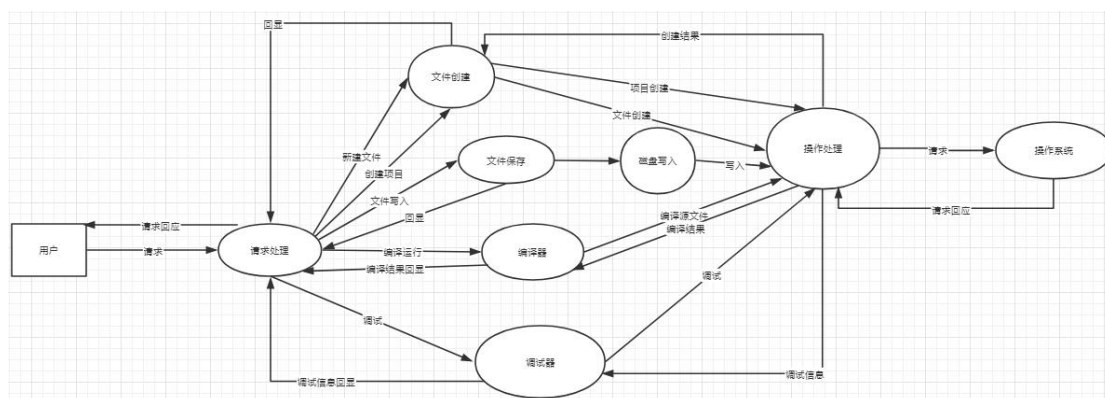 回显
创建结果
文件创建
项目创建
文件创建
新建文件
创建项目
文件保存
磁盘写入
写入
操作处理
请求
操作系统
文件写入
回显
请求回应
请求回应
用户
请求
请求处理
编译运行
编译器
编译源文件
编译结果
编译结果回显
调试
调试
调试器
调试信息回显
调试信息